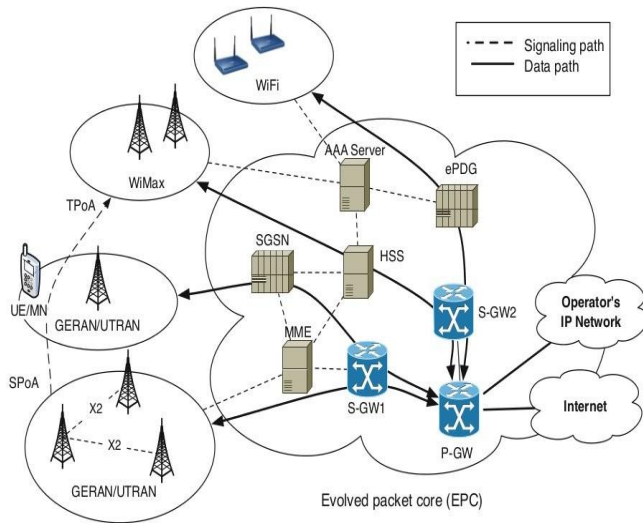 Signaling path
Data path
WiFi
AAA Server
ePDG
WiMax
TPoA
SGSN
HSS
UE/MN
GERAN/UTRAN
S-GW2
Operator's
IP Network
MME
SPoA
X2
X2
S-GW1
Internet
P-GW
GERAN/UTRAN
Evolved packet core (EPC)